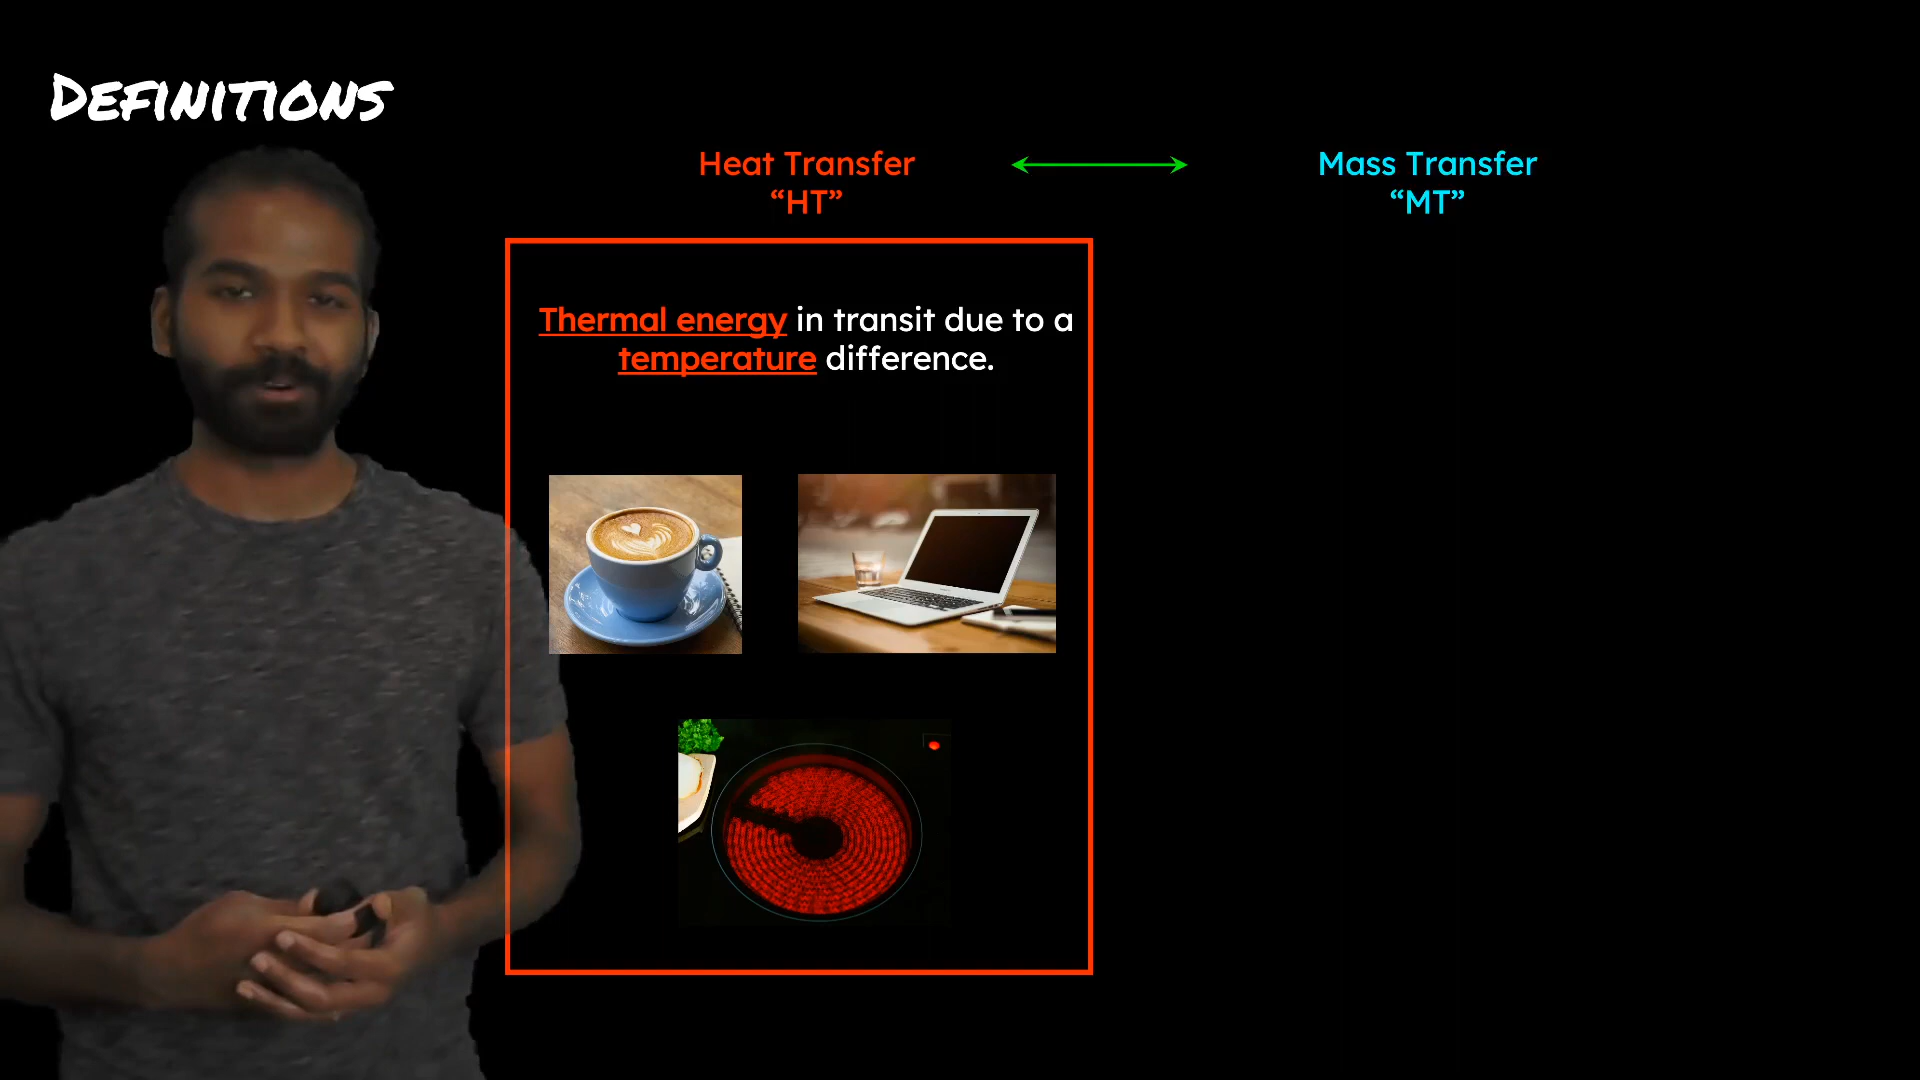 DEFINITIONS
Heat Transfer
“HT”
Mass Transfer
“MT”
Thermal energy in transit due to a
temperature difference.